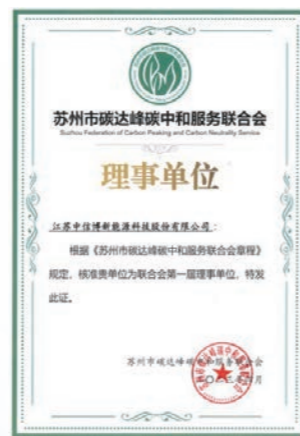 苏州市碳达峰碳中和服务联合会
Suzhou Federation of Carbon Peaking and Carbon Neutrality Service
理事单位
江苏中信博新能源科技股份有限公司：
根据《苏州市碳达峰碳中和服务联合会章程》
规定，核准贵单位为联合会第一届理事单位，特发
此证。
苏州市碳达峰碳中和服务联合会